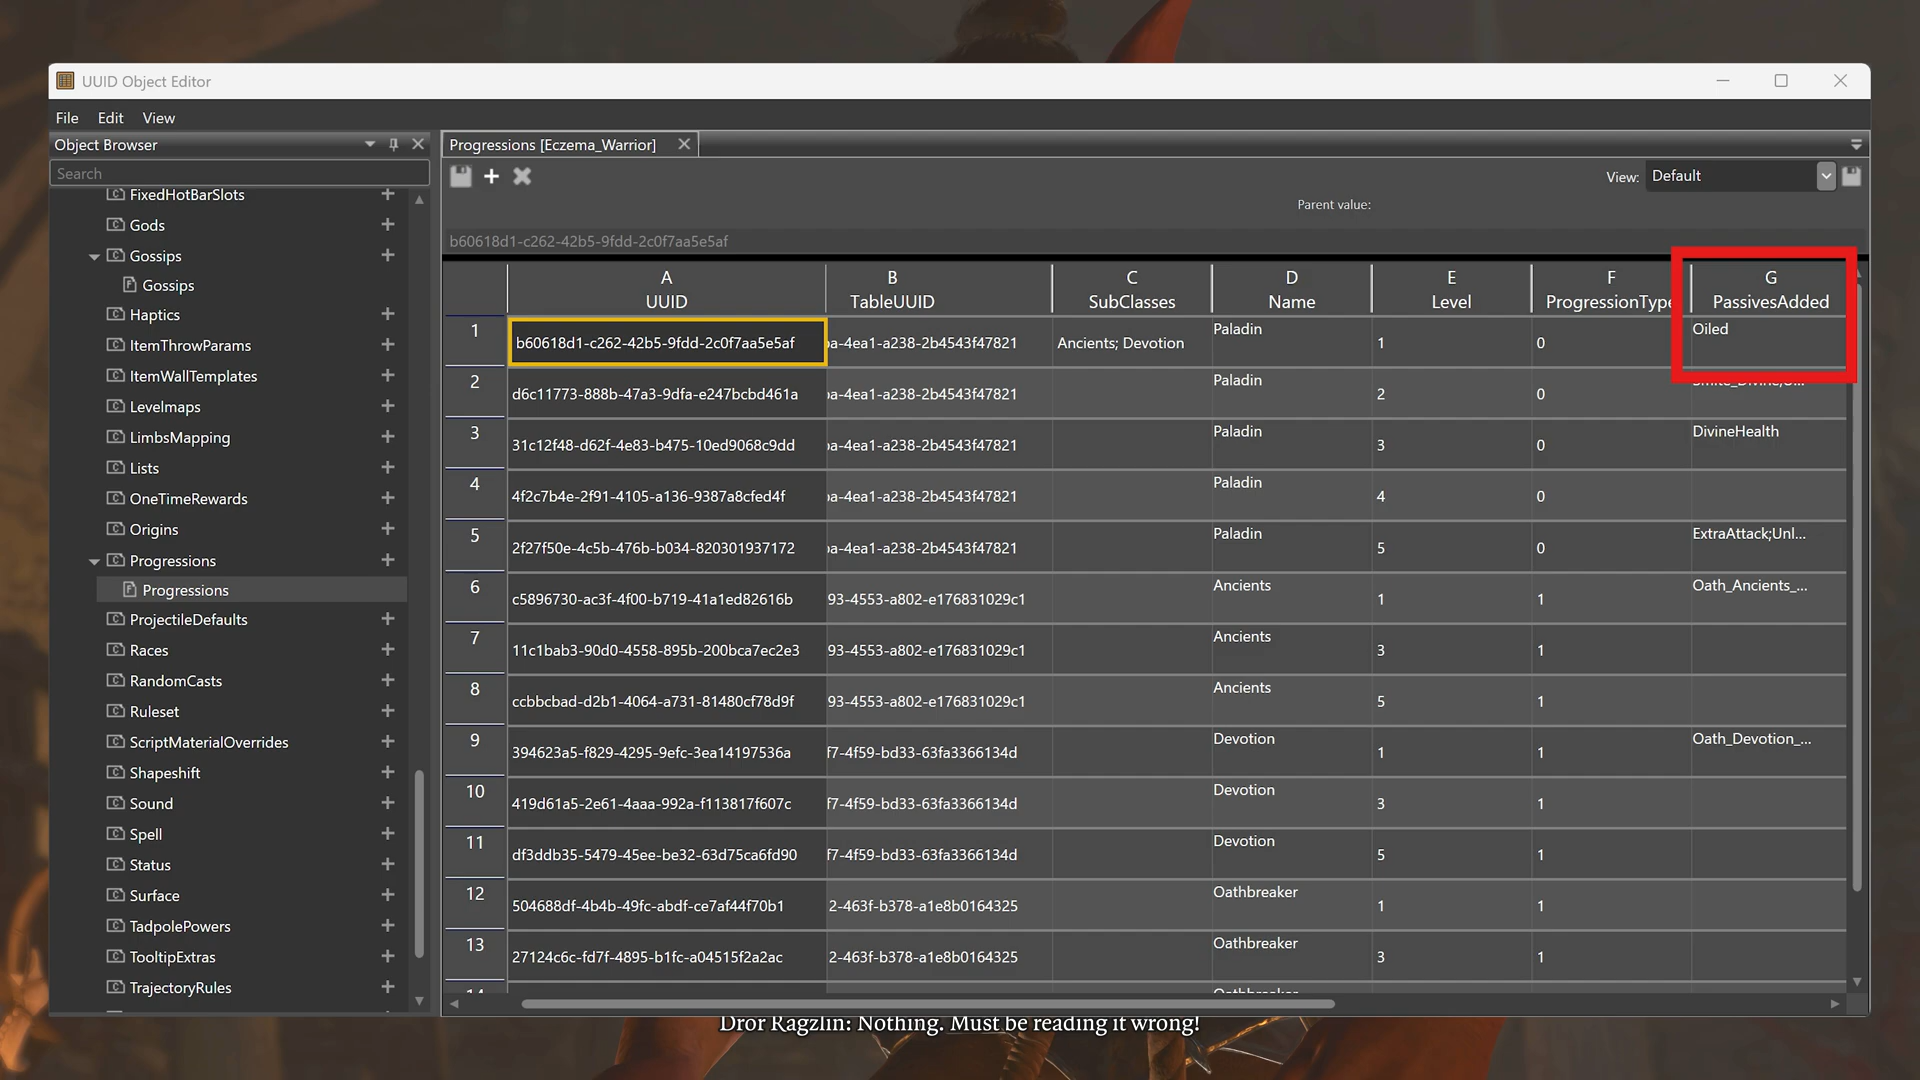 UUID Object Editor
File Edit View
Object Browser
Search
FixedHotBarSlots
Gods
Gossips
Gossips
Haptics
ItemThrowParams
ItemWallTemplates
Levelmaps
LimbsMapping
Lists
OneTimeRewards
Origins
Progressions
Progressions
ProjectileDefaults
Races
RandomCasts
Ruleset
ScriptMaterialOverrides
Shapeshift
Sound
Spell
Status
Surface
TadpolePowers
TooltipExtras
TrajectoryRules
Progressions [Eczema_Warrior]
View: Default
Parent value:
b60618d1-c262-42b5-9fdd-2c0f7aa5e5af
A B C D E F G
UUID TableUUID SubClasses Name Level ProgressionType PassivesAdded
1 b60618d1-c262-42b5-9fdd-2c0f7aa5e5af a-4ea1-a238-2b4543f47821 Ancients; Devotion Paladin 1 0 Oiled
2 d6c11773-888b-47a3-9dfa-e247bcbd461a a-4ea1-a238-2b4543f47821 Paladin 2 0
3 31c12f48-d62f-4e83-b475-10ed9068c9dd a-4ea1-a238-2b4543f47821 Paladin 3 0 DivineHealth
4 4f2c7b4e-2f91-4105-a136-9387a8cfed4f a-4ea1-a238-2b4543f47821 Paladin 4 0
5 2f27f50e-4c5b-476b-b034-820301937172 a-4ea1-a238-2b4543f47821 Paladin 5 0 ExtraAttack;Unl...
6 c5896730-ac3f-4f00-b719-41a1ed82616b 93-4553-a802-e176831029c1 Ancients 1 1 Oath_Ancients_...
7 11c1bab3-90d0-4558-895b-200bca7ec2e3 93-4553-a802-e176831029c1 Ancients 3 1
8 ccbbcbad-d2b1-4064-a731-81480cf78d9f 93-4553-a802-e176831029c1 Ancients 5 1
9 394623a5-f829-4295-9efc-3ea14197536a f7-4f59-bd33-63fa3366134d Devotion 1 1 Oath_Devotion_...
10 419d61a5-2e61-4aaa-992a-f113817f607c f7-4f59-bd33-63fa3366134d Devotion 3 1
11 df3ddb35-5479-45ee-be32-63d75ca6fd90 f7-4f59-bd33-63fa3366134d Devotion 5 1
12 504688df-4b4b-49fc-abdf-ce7af44f70b1 2-463f-b378-a1e8b0164325 Oathbreaker 1 1
13 27124c6c-fd7f-4895-b1fc-a04515f2a2ac 2-463f-b378-a1e8b0164325 Oathbreaker 3 1
Dror Ragzlin: Nothing. Must be reading it wrong!